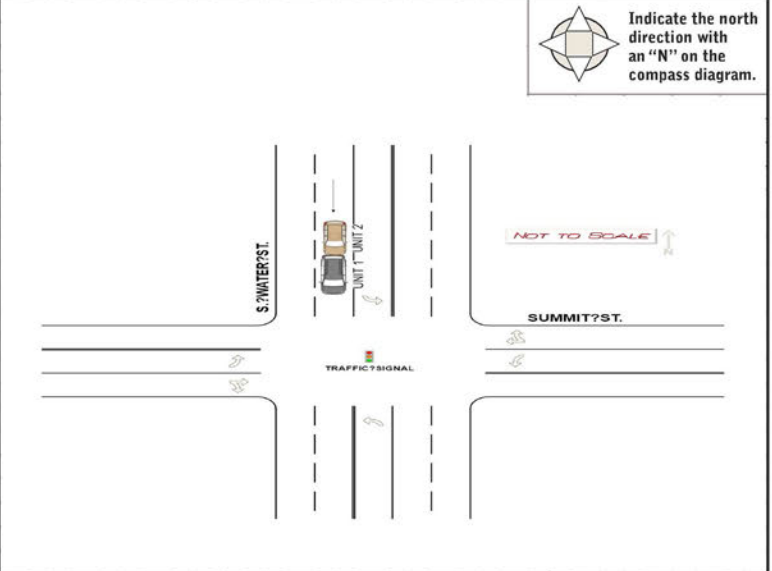 Indicate the north
direction with
an “N” on the
compass diagram.
S.?WATER?ST.
UNIT 1 UNIT 2
NOT TO SCALE
N
SUMMIT?ST.
TRAFFIC?SIGNAL